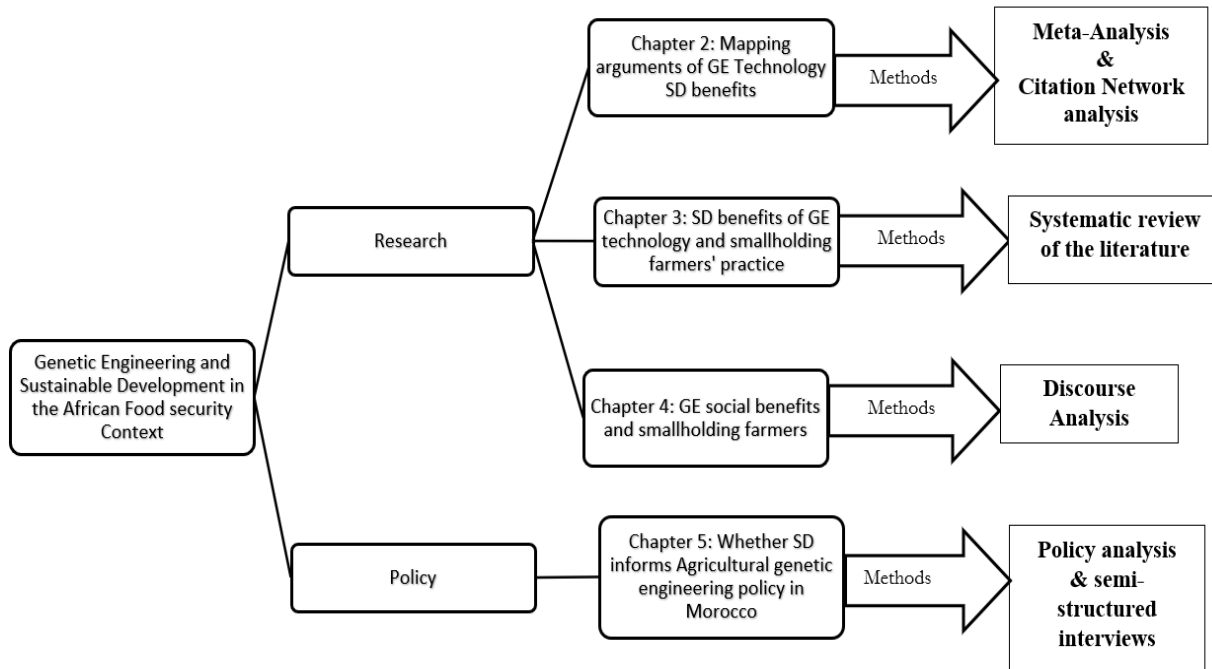 Chapter 2: Mapping
arguments of GE Technology
SD benefits
Methods
Meta-Analysis
&
Citation Network
analysis
Research
Chapter 3: SD benefits of GE
technology and smallholding
farmers' practice
Methods
Systematic review
of the literature
Genetic Engineering and
Sustainable Development in
the African Food security
Context
Chapter 4: GE social benefits
and smallholding farmers
Methods
Discourse
Analysis
Policy
Chapter 5: Whether SD
informs Agricultural genetic
engineering policy in
Morocco
Methods
Policy analysis
& semi-
structured
interviews